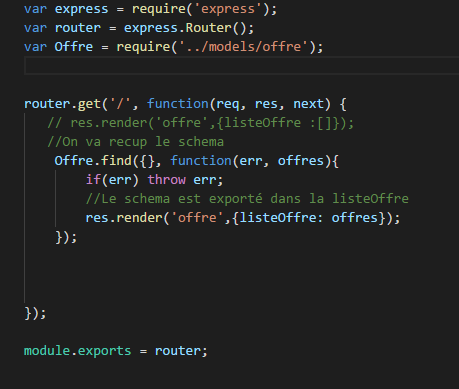 var express = require('express');
var router = express.Router();
var Offre = require('../models/offre');
router.get('/', function(req, res, next) {
// res.render('offre',{listeOffre :[]});
//On va recup le schema
Offre.find({}, function(err, offres){
if(err) throw err;
//Le schema est exporté dans la listeOffre
res.render('offre',{listeOffre: offres});
});
});
module.exports = router;